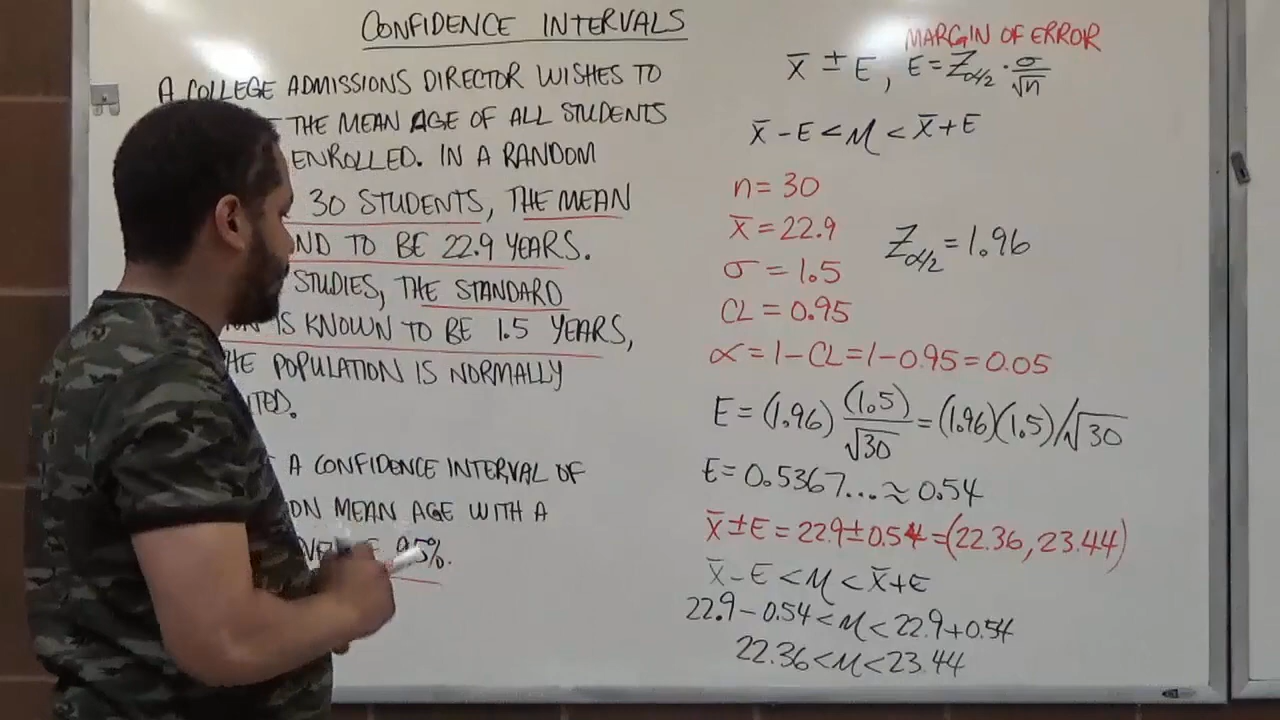 CONFIDENCE INTERVALS
A COLLEGE ADMISSIONS DIRECTOR WISHES TO
THE MEAN AGE OF ALL STUDENTS
ENROLLED. IN A RANDOM
30 STUDENTS, THE MEAN
TO BE 22.9 YEARS.
STUDIES, THE STANDARD
IS KNOWN TO BE 1.5 YEARS,
POPULATION IS NORMALLY
A CONFIDENCE INTERVAL OF
MEAN AGE WITH A
95%.
MARGIN OF ERROR
x̄ ± E, E = Z_α/2 · σ/√n
x̄ - E < μ < x̄ + E
n = 30
x̄ = 22.9
σ = 1.5
Z_α/2 = 1.96
CL = 0.95
α = 1 - CL = 1 - 0.95 = 0.05
E = (1.96) (1.5)/√30 = (1.96)(1.5)/√30
E = 0.5367... ≈ 0.54
x̄ ± E = 22.9 ± 0.54 = (22.36, 23.44)
x̄ - E < μ < x̄ + E
22.9 - 0.54 < μ < 22.9 + 0.54
22.36 < μ < 23.44